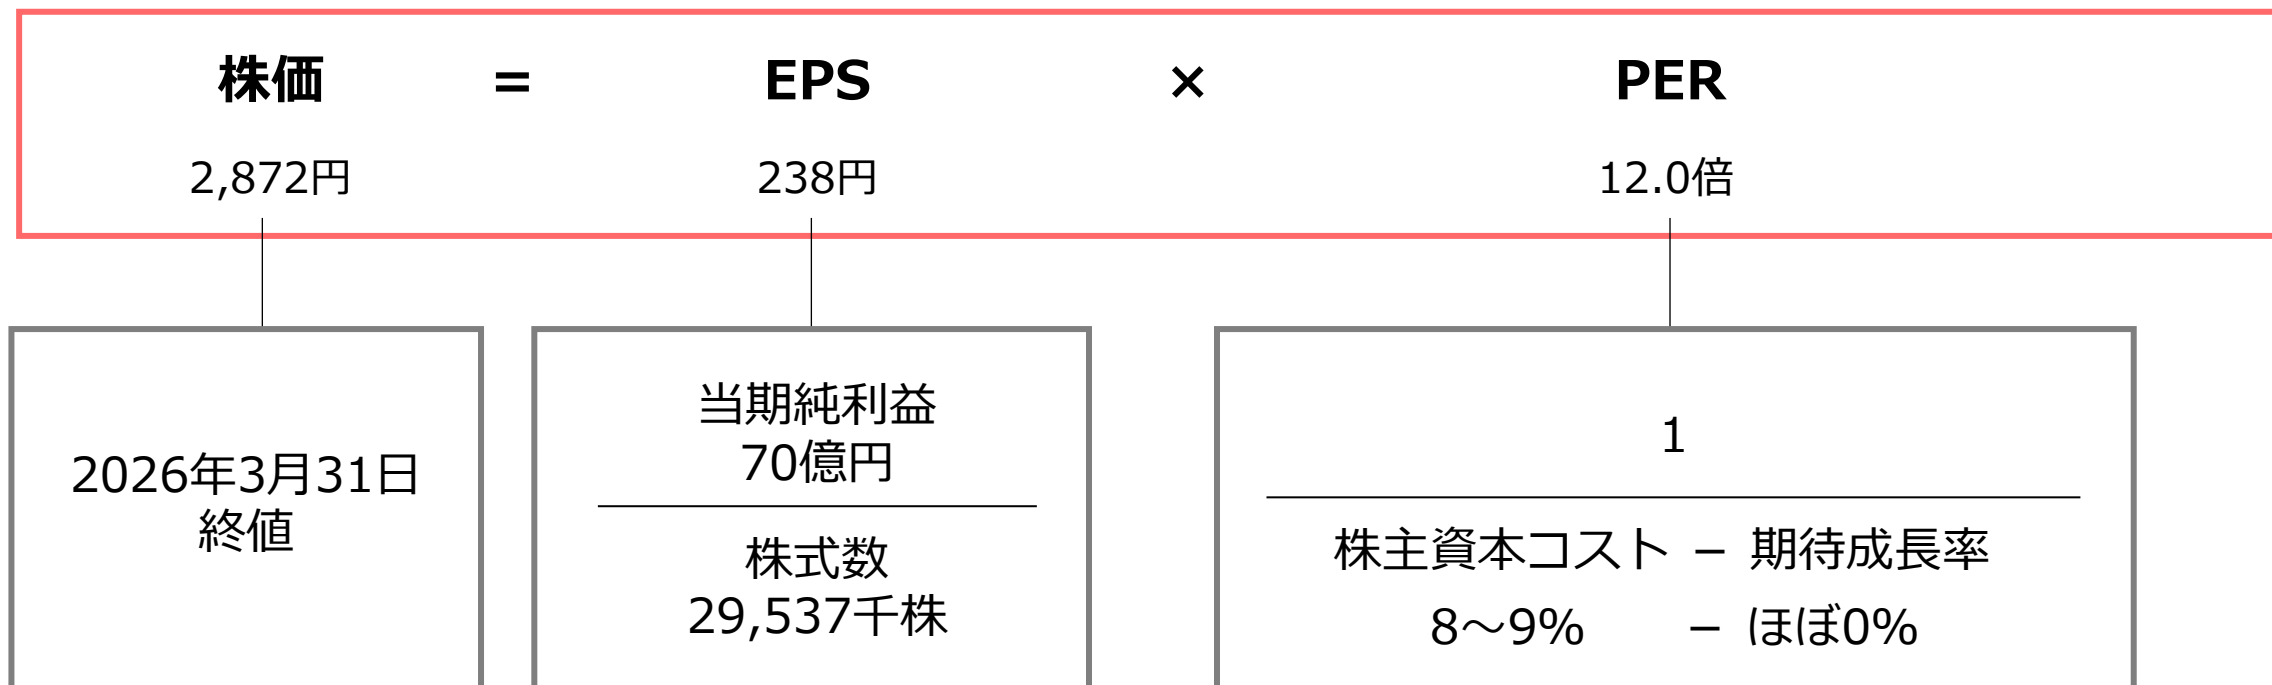 株価 = EPS × PER
2,872円 238円 12.0倍
2026年3月31日
終値
当期純利益
70億円
株式数
29,537千株
1
株主資本コスト − 期待成長率
8～9% − ほぼ0%